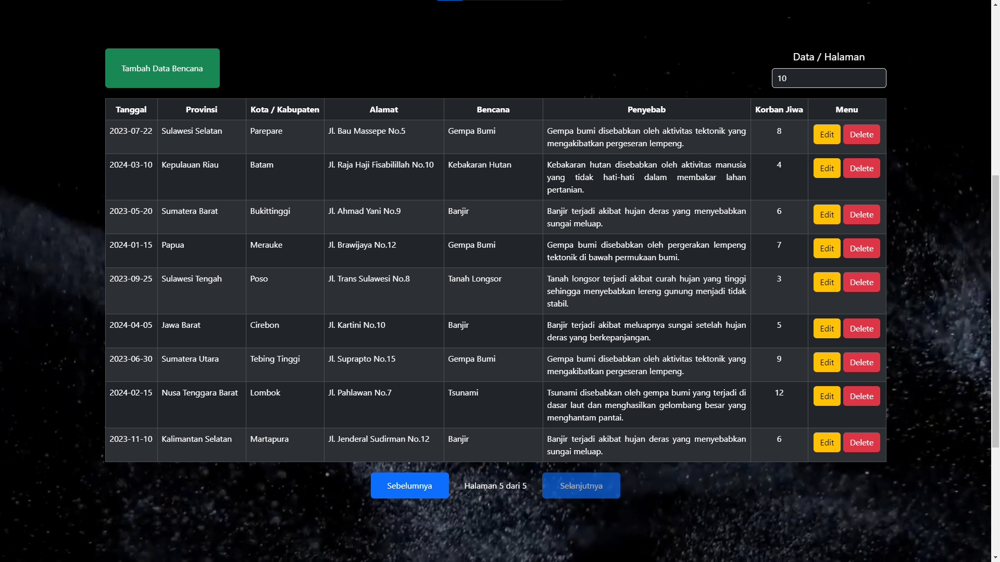 Tambah Data Bencana
Data / Halaman
10
Tanggal Provinsi Kota / Kabupaten Alamat Bencana Penyebab Korban Jiwa Menu
2023-07-22 Sulawesi Selatan Parepare Jl. Bau Massepe No.5 Gempa Bumi Gempa bumi disebabkan oleh aktivitas tektonik yang 8 Edit Delete
mengakibatkan pergeseran lempeng.
2024-03-10 Kepulauan Riau Batam Jl. Raja Haji Fisabilillah No.10 Kebakaran Hutan Kebakaran hutan disebabkan oleh aktivitas manusia 4 Edit Delete
yang tidak hati-hati dalam membakar lahan
pertanian.
2023-05-20 Sumatera Barat Bukittinggi Jl. Ahmad Yani No.9 Banjir Banjir terjadi akibat hujan deras yang menyebabkan 6 Edit Delete
sungai meluap.
2024-01-15 Papua Merauke Jl. Brawijaya No.12 Gempa Bumi Gempa bumi disebabkan oleh pergerakan lempeng 7 Edit Delete
tektonik di bawah permukaan bumi.
2023-09-25 Sulawesi Tengah Poso Jl. Trans Sulawesi No.8 Tanah Longsor Tanah longsor terjadi akibat curah hujan yang tinggi 3 Edit Delete
sehingga menyebabkan lereng gunung menjadi tidak
stabil.
2024-04-05 Jawa Barat Cirebon Jl. Kartini No.10 Banjir Banjir terjadi akibat meluapnya sungai setelah hujan 5 Edit Delete
deras yang berkepanjangan.
2023-06-30 Sumatera Utara Tebing Tinggi Jl. Suprapto No.15 Gempa Bumi Gempa bumi disebabkan oleh aktivitas tektonik yang 9 Edit Delete
mengakibatkan pergeseran lempeng.
2024-02-15 Nusa Tenggara Barat Lombok Jl. Pahlawan No.7 Tsunami Tsunami disebabkan oleh gempa bumi yang terjadi di 12 Edit Delete
dasar laut dan menghasilkan gelombang besar yang
menghantam pantai.
2023-11-10 Kalimantan Selatan Martapura Jl. Jenderal Sudirman No.12 Banjir Banjir terjadi akibat hujan deras yang menyebabkan 6 Edit Delete
sungai meluap.
Sebelumnya Halaman 5 dari 5 Selanjutnya